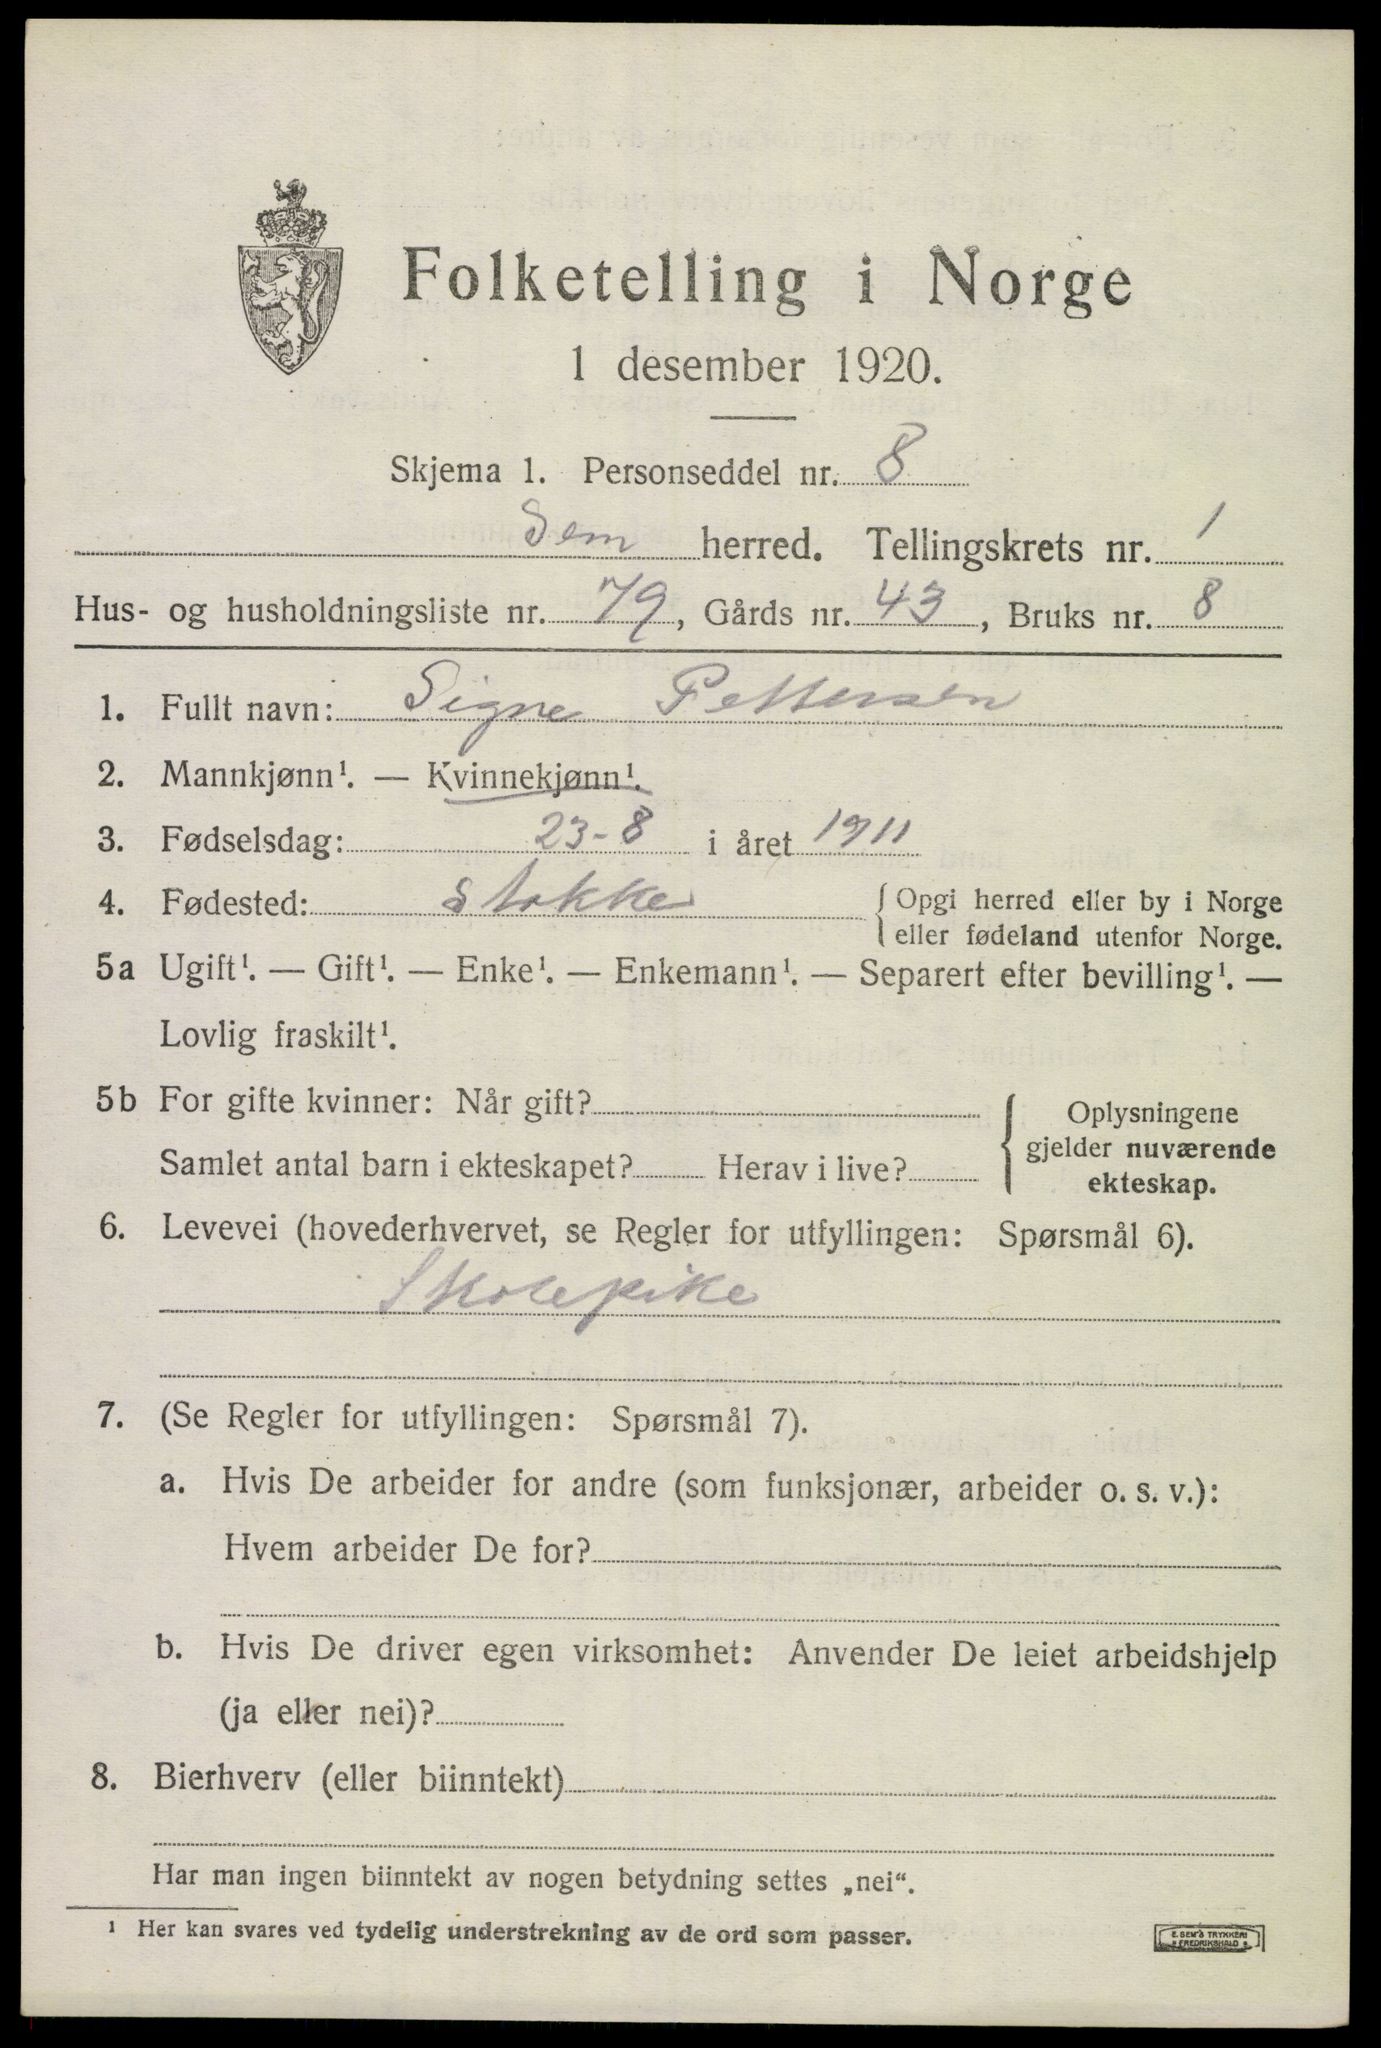 Folketelling i Norge
1 desember 1920.
Skjema 1. Personseddel nr. 8
Sem herred. Tellingskrets nr. 1
Hus- og husholdningsliste nr. 79, Gårds nr. 43, Bruks nr. 8
1. Fullt navn: Signe Pettersen
2. Mannkjønn¹. — Kvinnekjønn¹.
3. Fødselsdag: 23-8 i året 1911
4. Fødested: Stokke { Opgi herred eller by i Norge
eller fødeland utenfor Norge.
5a Ugift¹. — Gift¹. — Enke¹. — Enkemann¹. — Separert efter bevilling¹. —
Lovlig fraskilt¹.
5b For gifte kvinner: Når gift?
Samlet antal barn i ekteskapet? Herav i live?
{ Oplysningene
gjelder nuværende
ekteskap.
6. Levevei (hovederhvervet, se Regler for utfyllingen: Spørsmål 6).
Skolepike
7. (Se Regler for utfyllingen: Spørsmål 7).
a. Hvis De arbeider for andre (som funksjonær, arbeider o. s. v.):
Hvem arbeider De for?
b. Hvis De driver egen virksomhet: Anvender De leiet arbeidshjelp
(ja eller nei)?
8. Bierhverv (eller biinntekt)
Har man ingen biinntekt av nogen betydning settes „nei“.
¹ Her kan svares ved tydelig understrekning av de ord som passer.
E. SEM'S TRYKKERI
FREDRIKSHALD